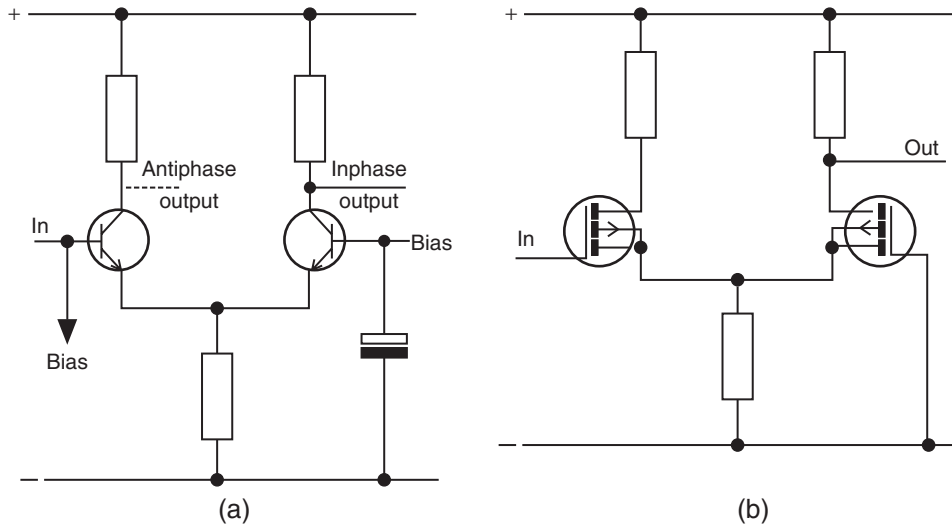 +
Antiphase
output
Inphase
output
In
Bias
Bias
—
(a)
+
Out
In
—
(b)